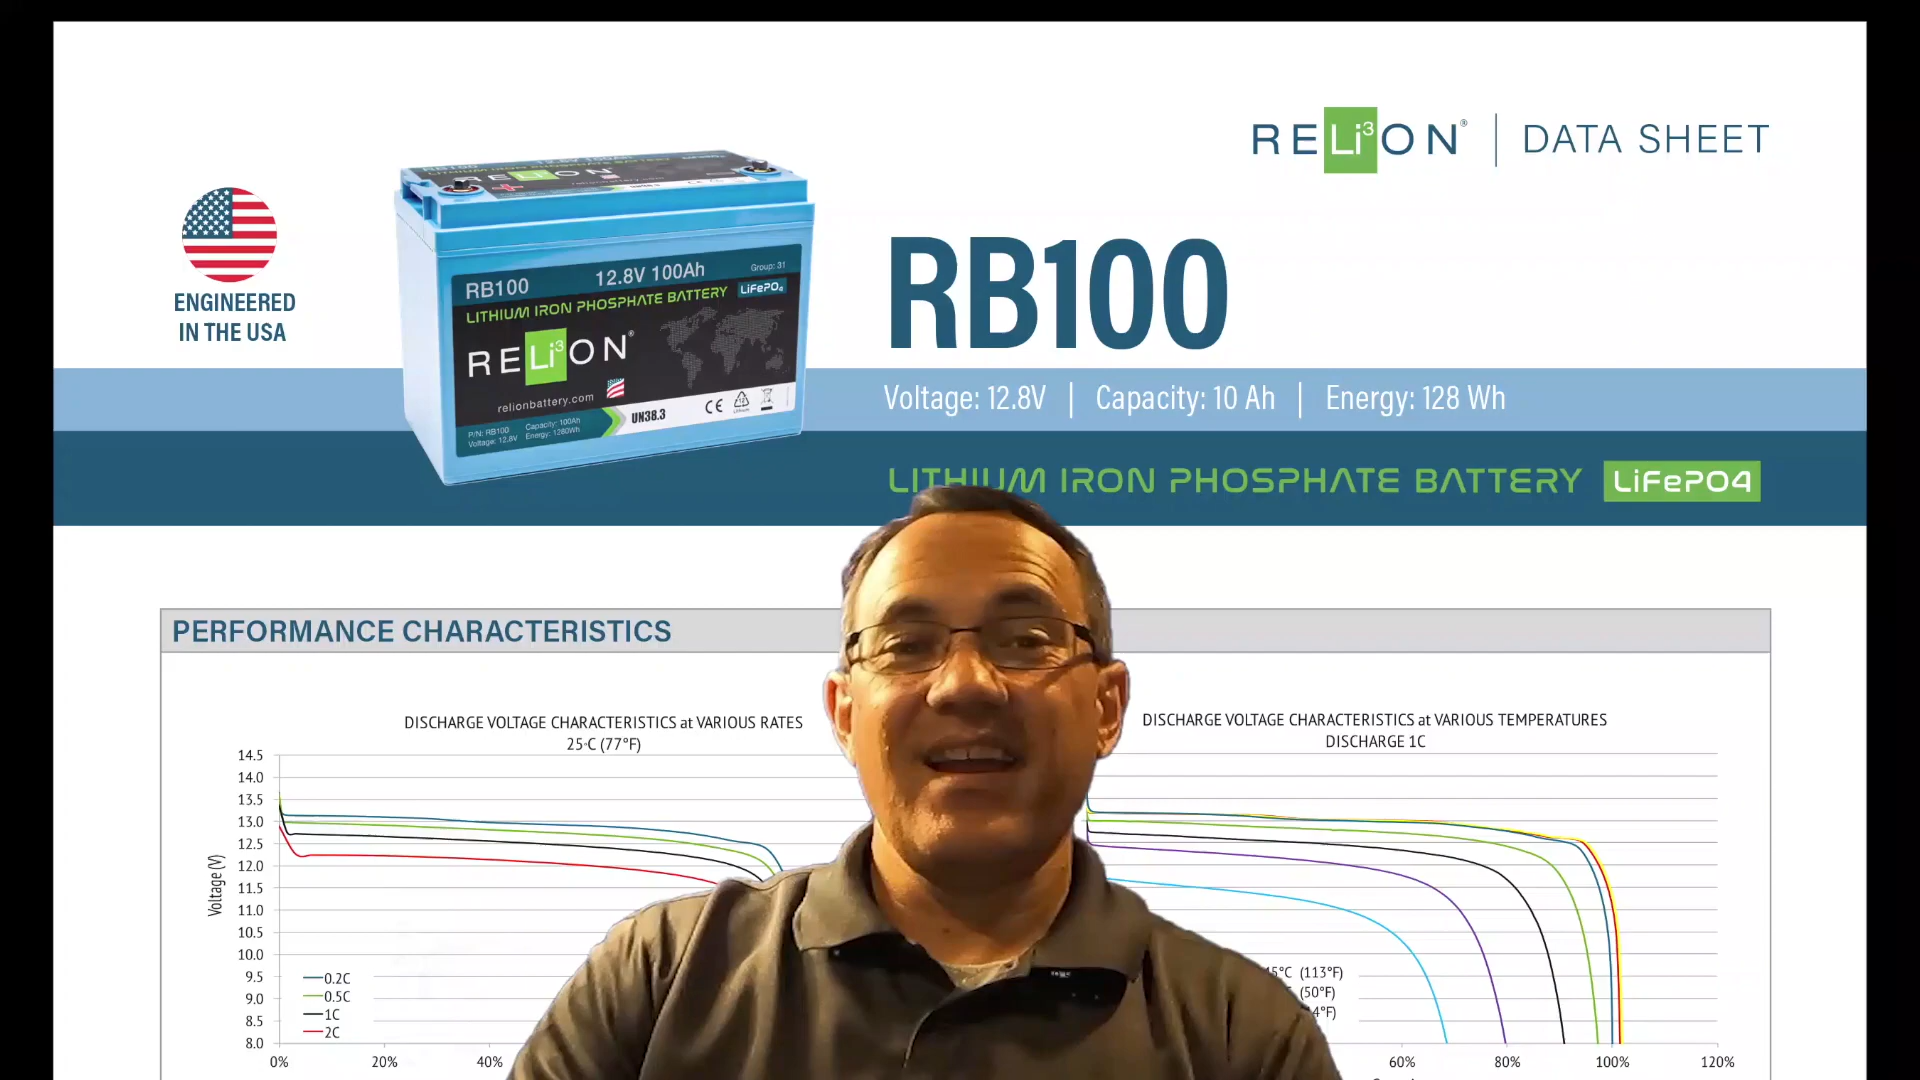 RELi³ON® | DATA SHEET
ENGINEERED
IN THE USA
RB100 12.8V 100Ah Group: 31
LITHIUM IRON PHOSPHATE BATTERY LiFePO₄
RELi³ON®
relionbattery.com
UN38.3
P/N: RB100 Capacity: 100Ah
Voltage: 12.8V Energy: 1280Wh
RB100
Voltage: 12.8V | Capacity: 10 Ah | Energy: 128 Wh
LITHIUM IRON PHOSPHATE BATTERY LiFePO4
PERFORMANCE CHARACTERISTICS
DISCHARGE VOLTAGE CHARACTERISTICS at VARIOUS RATES
25°C (77°F)
14.5
14.0
13.5
13.0
12.5
12.0
11.5
11.0
10.5
10.0
9.5
9.0
8.5
8.0
Voltage (V)
0.2C
0.5C
1C
2C
0% 20% 40%
DISCHARGE VOLTAGE CHARACTERISTICS at VARIOUS TEMPERATURES
DISCHARGE 1C
(113°F)
(50°F)
60% 80% 100% 120%